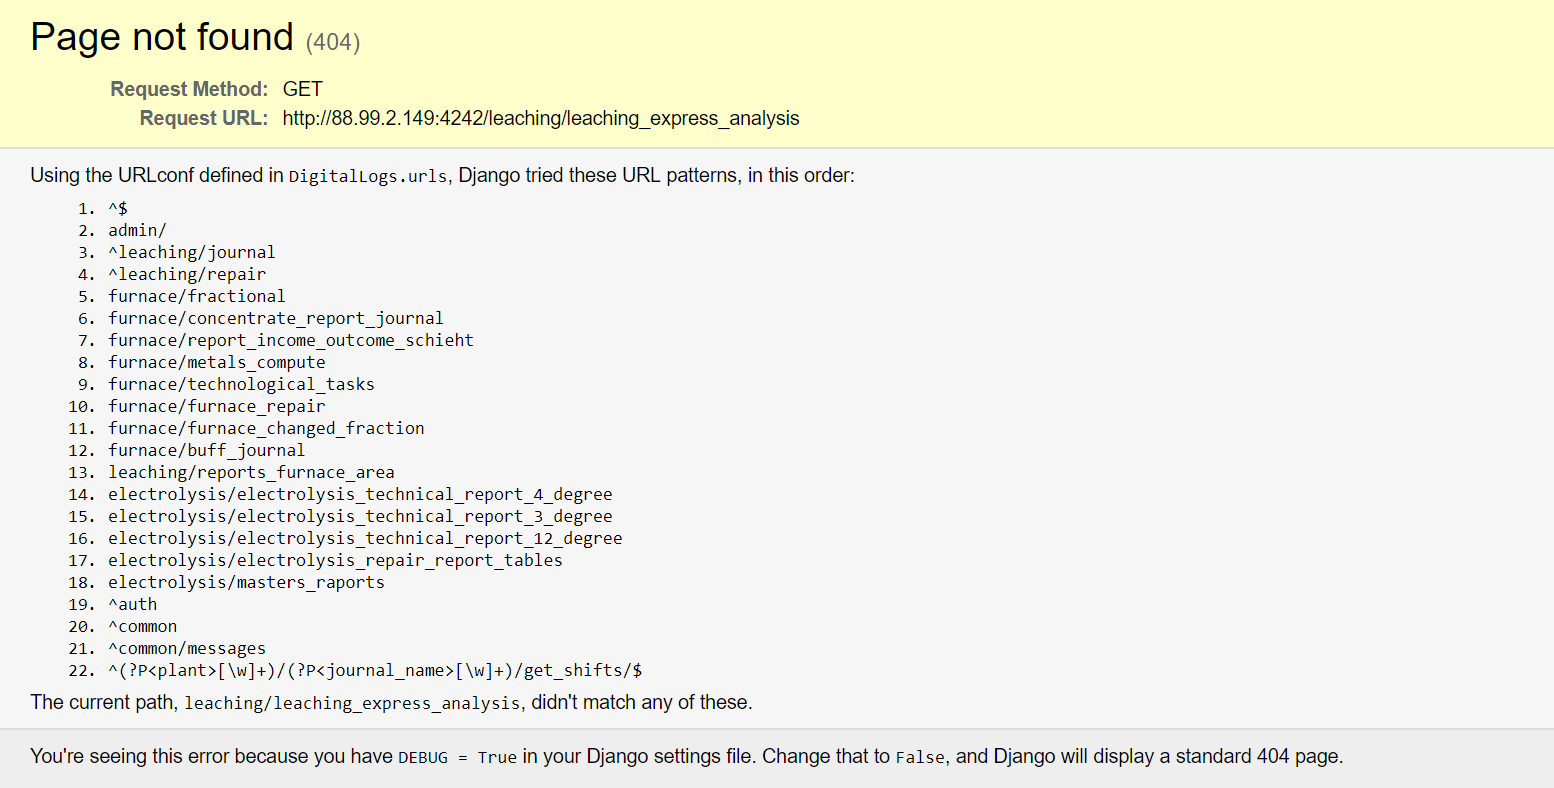 Page not found (404)
Request Method: GET
Request URL: http://88.99.2.149:4242/leaching/leaching_express_analysis
Using the URLconf defined in DigitalLogs.urls, Django tried these URL patterns, in this order:
1. ^$
2. admin/
3. ^leaching/journal
4. ^leaching/repair
5. furnace/fractional
6. furnace/concentrate_report_journal
7. furnace/report_income_outcome_schieht
8. furnace/metals_compute
9. furnace/technological_tasks
10. furnace/furnace_repair
11. furnace/furnace_changed_fraction
12. furnace/buff_journal
13. leaching/reports_furnace_area
14. electrolysis/electrolysis_technical_report_4_degree
15. electrolysis/electrolysis_technical_report_3_degree
16. electrolysis/electrolysis_technical_report_12_degree
17. electrolysis/electrolysis_repair_report_tables
18. electrolysis/masters_raports
19. ^auth
20. ^common
21. ^common/messages
22. ^(?P<plant>[\w]+)/(?P<journal_name>[\w]+)/get_shifts/$
The current path, leaching/leaching_express_analysis, didn't match any of these.
You're seeing this error because you have DEBUG = True in your Django settings file. Change that to False, and Django will display a standard 404 page.